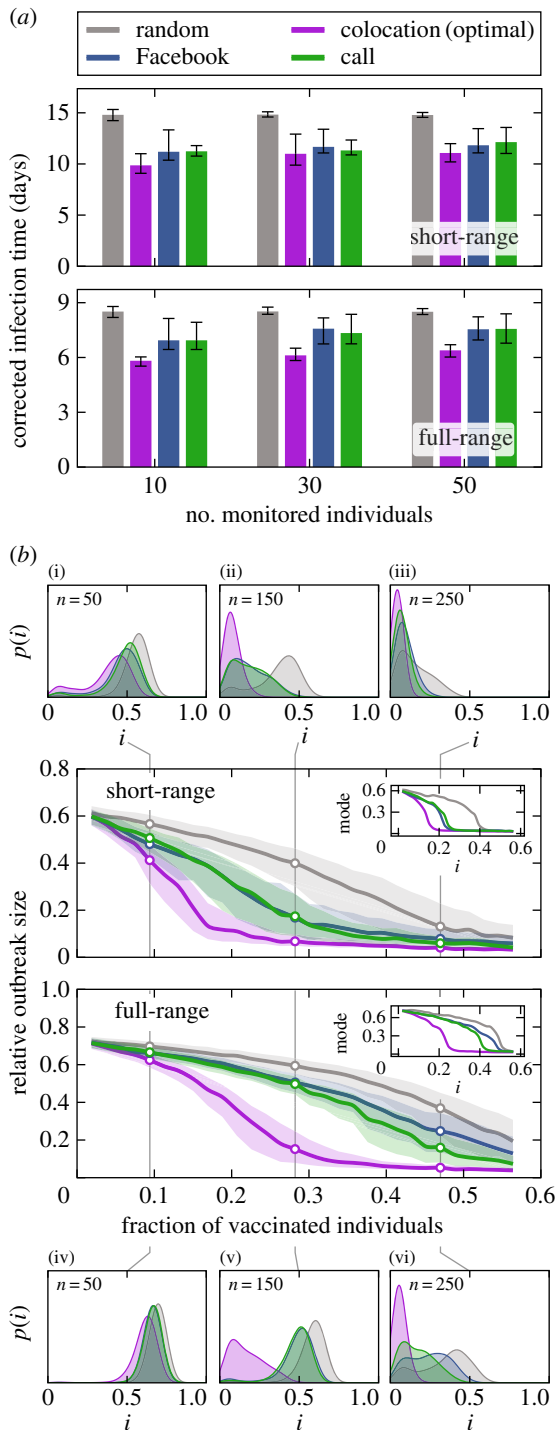 (a)
random
colocation (optimal)
Facebook
call
corrected infection time (days)
15
10
5
0
short-range
9
6
3
0
full-range
10 30 50
no. monitored individuals
(b)
(i) (ii) (iii)
n = 50 n = 150 n = 250
p(i)
0 0.5 1.0 0 0.5 1.0 0 0.5 1.0
i i i
relative outbreak size
0.8
0.6
0.4
0.2
0
short-range
mode
0.6
0.3
0 0.2 0.4 0.6
i
1.0
0.8
0.6
0.4
0.2
full-range
mode
0.6
0.3
0 0.2 0.4 0.6
i
0 0.1 0.2 0.3 0.4 0.5 0.6
fraction of vaccinated individuals
(iv) (v) (vi)
n = 50 n = 150 n = 250
p(i)
0 0.5 1.0 0 0.5 1.0 0 0.5 1.0
i i i